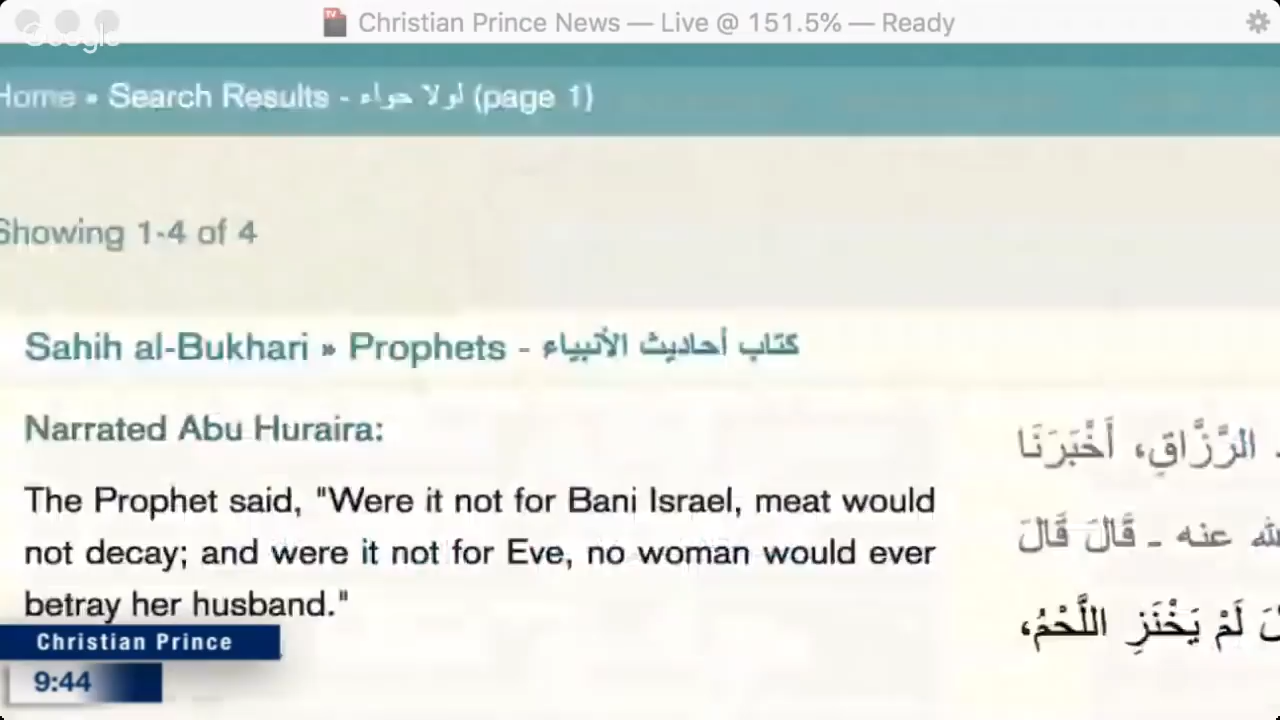 Christian Prince News — Live @ 151.5% — Ready
Google
Home » Search Results - لولا حواء (page 1)
Showing 1-4 of 4
Sahih al-Bukhari » Prophets - كتاب أحاديث الأنبياء
Narrated Abu Huraira:
الرَّزَّاقِ، أَخْبَرَنَا
The Prophet said, "Were it not for Bani Israel, meat would
not decay; and were it not for Eve, no woman would ever
الله عنه ـ قَالَ قَالَ
betray her husband."
لَمْ يَخْنَزِ اللَّحْمُ،
Christian Prince
9:44